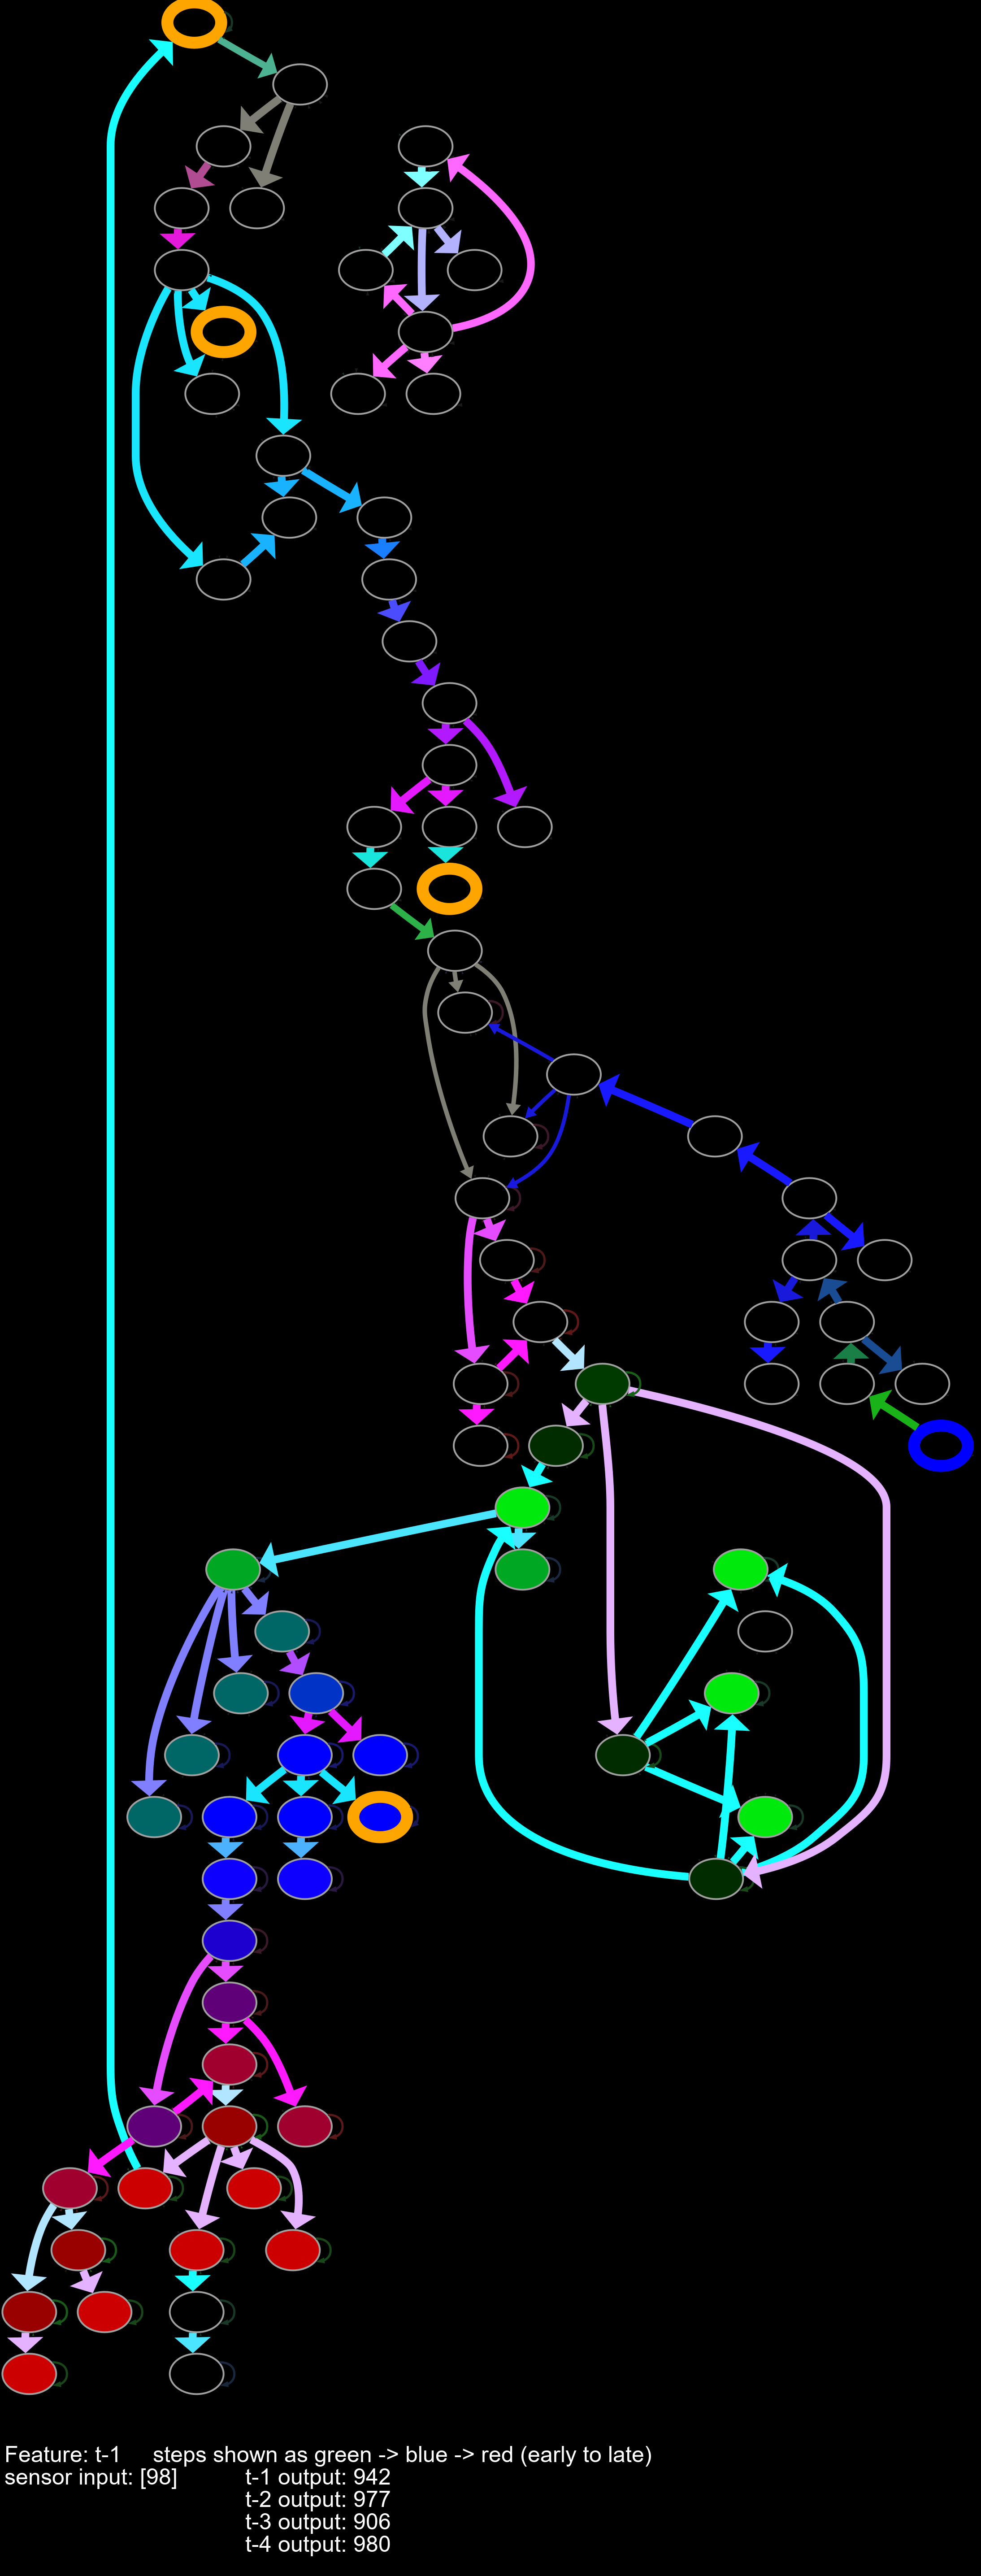 Feature: t-1 steps shown as green -> blue -> red (early to late)
sensor input: [98] t-1 output: 942
t-2 output: 977
t-3 output: 906
t-4 output: 980